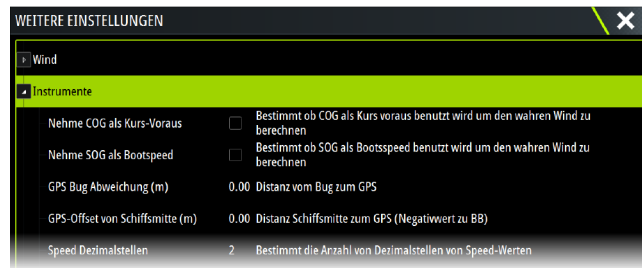 WEITERE EINSTELLUNGEN
Wind
Instrumente
Nehme COG als Kurs-Voraus Bestimmt ob COG als Kurs voraus benutzt wird um den wahren Wind zu
berechnen
Nehme SOG als Bootspeed Bestimmt ob SOG als Bootsspeed benutzt wird um den wahren Wind zu
berechnen
GPS Bug Abweichung (m) 0.00 Distanz vom Bug zum GPS
GPS-Offset von Schiffsmitte (m) 0.00 Distanz Schiffsmitte zum GPS (Negativwert zu BB)
Speed Dezimalstellen 2 Bestimmt die Anzahl von Dezimalstellen von Speed-Werten